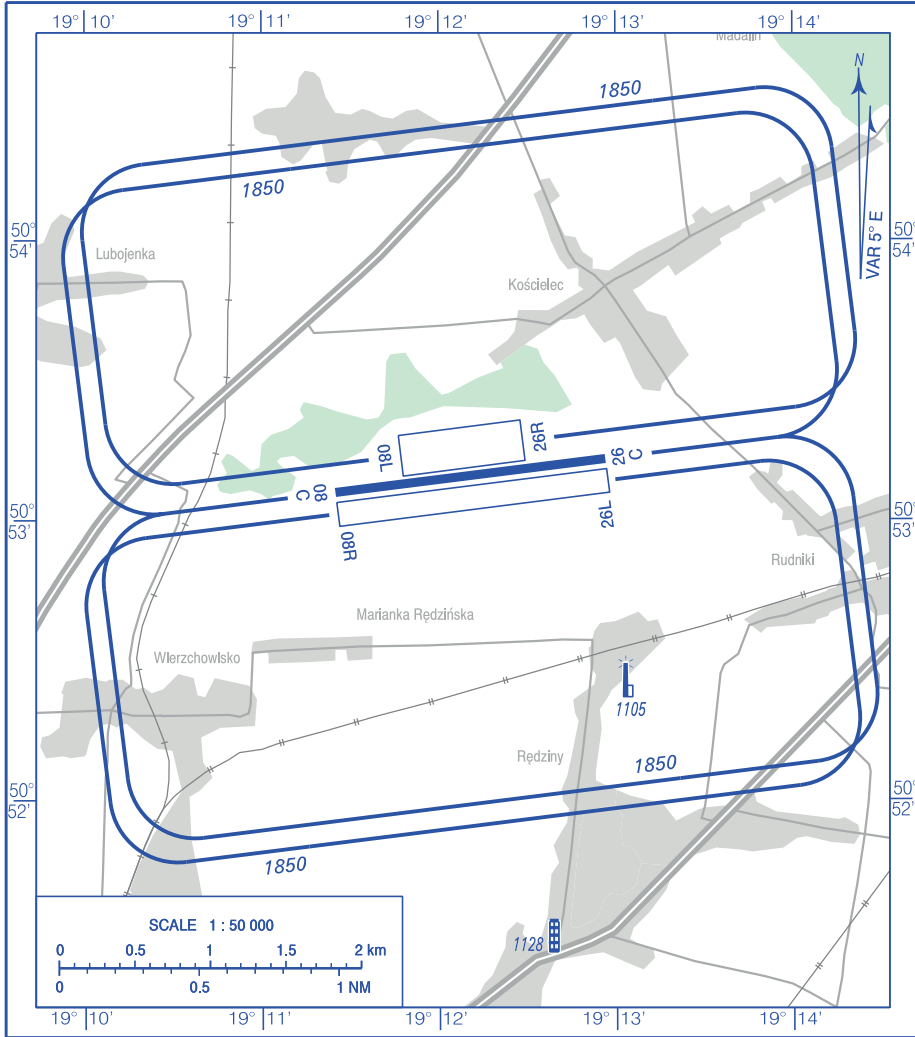 19° 10' 19° 11' 19° 12' 19° 13' 19° 14'
Madalin
1850
N
VAR 5° E
1850
50°
54'
50°
54'
Lubojenka
Kościelec
08L
26R
26
C
08
C
08R
26L
50°
53'
50°
53'
Rudniki
Marianka Rędzińska
WIerzchowIsko
1105
Rędziny
1850
50°
52'
50°
52'
1850
SCALE 1 : 50 000
0 0.5 1 1.5 2 km
0 0.5 1 NM
1128
19° 10' 19° 11' 19° 12' 19° 13' 19° 14'